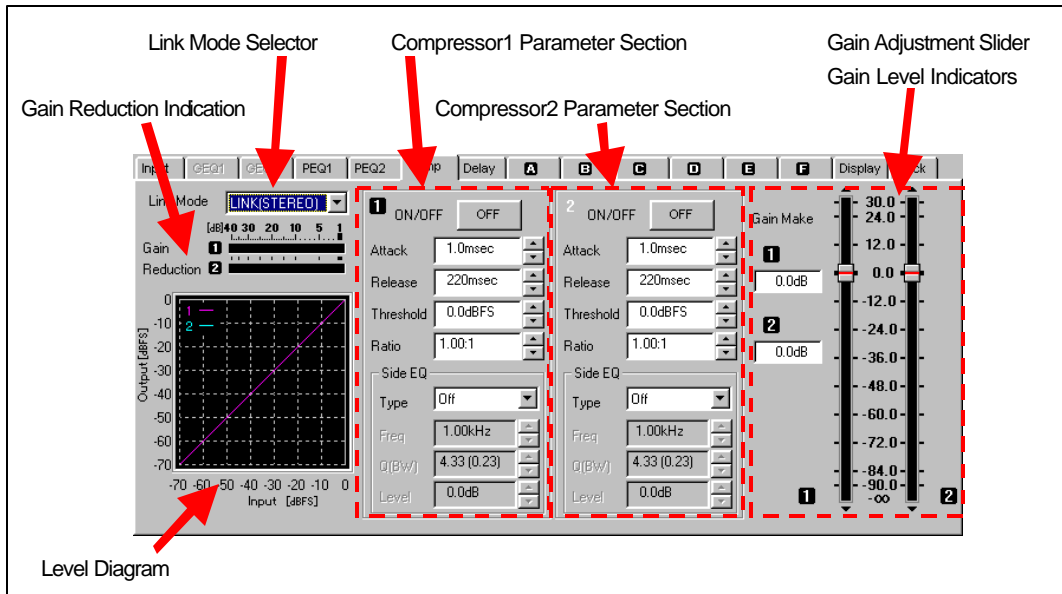 Link Mode Selector
Compressor1 Parameter Section
Gain Adjustment Slider
Gain Level Indicators
Gain Reduction Indication
Compressor2 Parameter Section
GEQ1
PEQ1
PEQ2
Delay
A
B
C
D
E
F
Display
Mode
LINK(STEREO)
[dB] 40 30 20 10 5 1
Gain 1
Reduction 2
0
-10
-20
-30
-40
-50
-60
-70
Output [dBFS]
1
2
-70 -60 -50 -40 -30 -20 -10 0
Input [dBFS]
1 ON/OFF OFF
Attack 1.0msec
Release 220msec
Threshold 0.0dBFS
Ratio 1.00:1
Side EQ
Type Off
Freq 1.00kHz
Q(BW) 4.33 (0.23)
Level 0.0dB
2 ON/OFF OFF
Attack 1.0msec
Release 220msec
Threshold 0.0dBFS
Ratio 1.00:1
Side EQ
Type Off
Freq 1.00kHz
Q(BW) 4.33 (0.23)
Level 0.0dB
Gain Make
1
0.0dB
2
0.0dB
30.0
24.0
12.0
0.0
-12.0
-24.0
-36.0
-48.0
-60.0
-72.0
-84.0
-90.0
-∞
1
2
Level Diagram